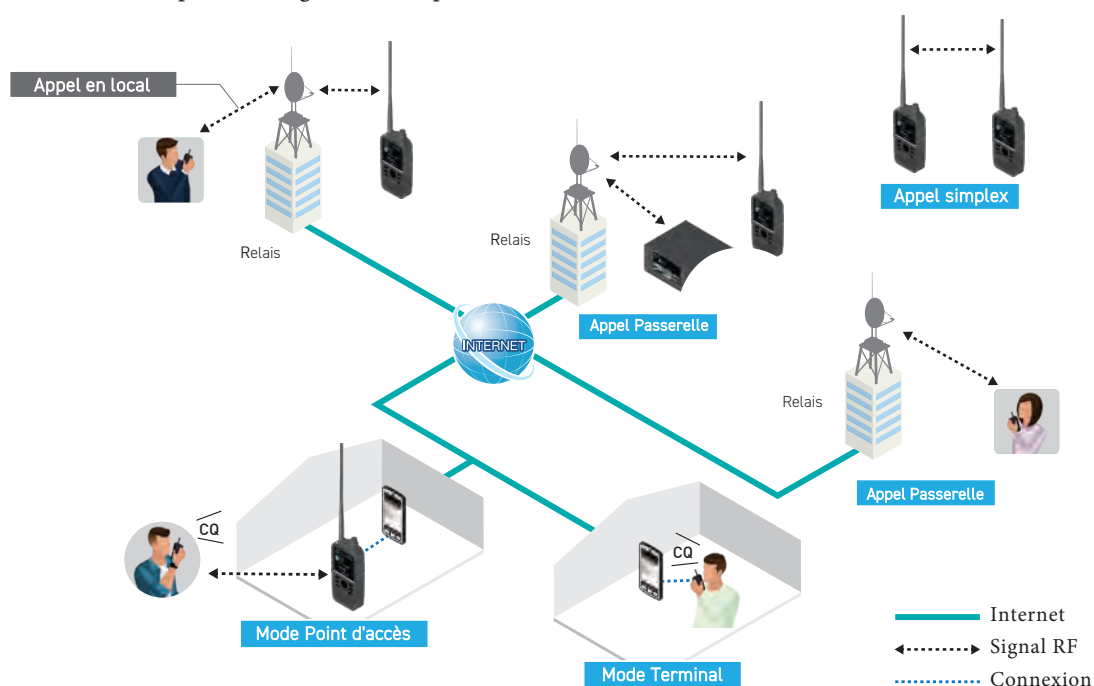 Appel en local
Relais
Relais
Appel simplex
Appel Passerelle
INTERNET
Relais
Appel Passerelle
CQ
CQ
Mode Point d'accès
Mode Terminal
Internet
Signal RF
Connexion